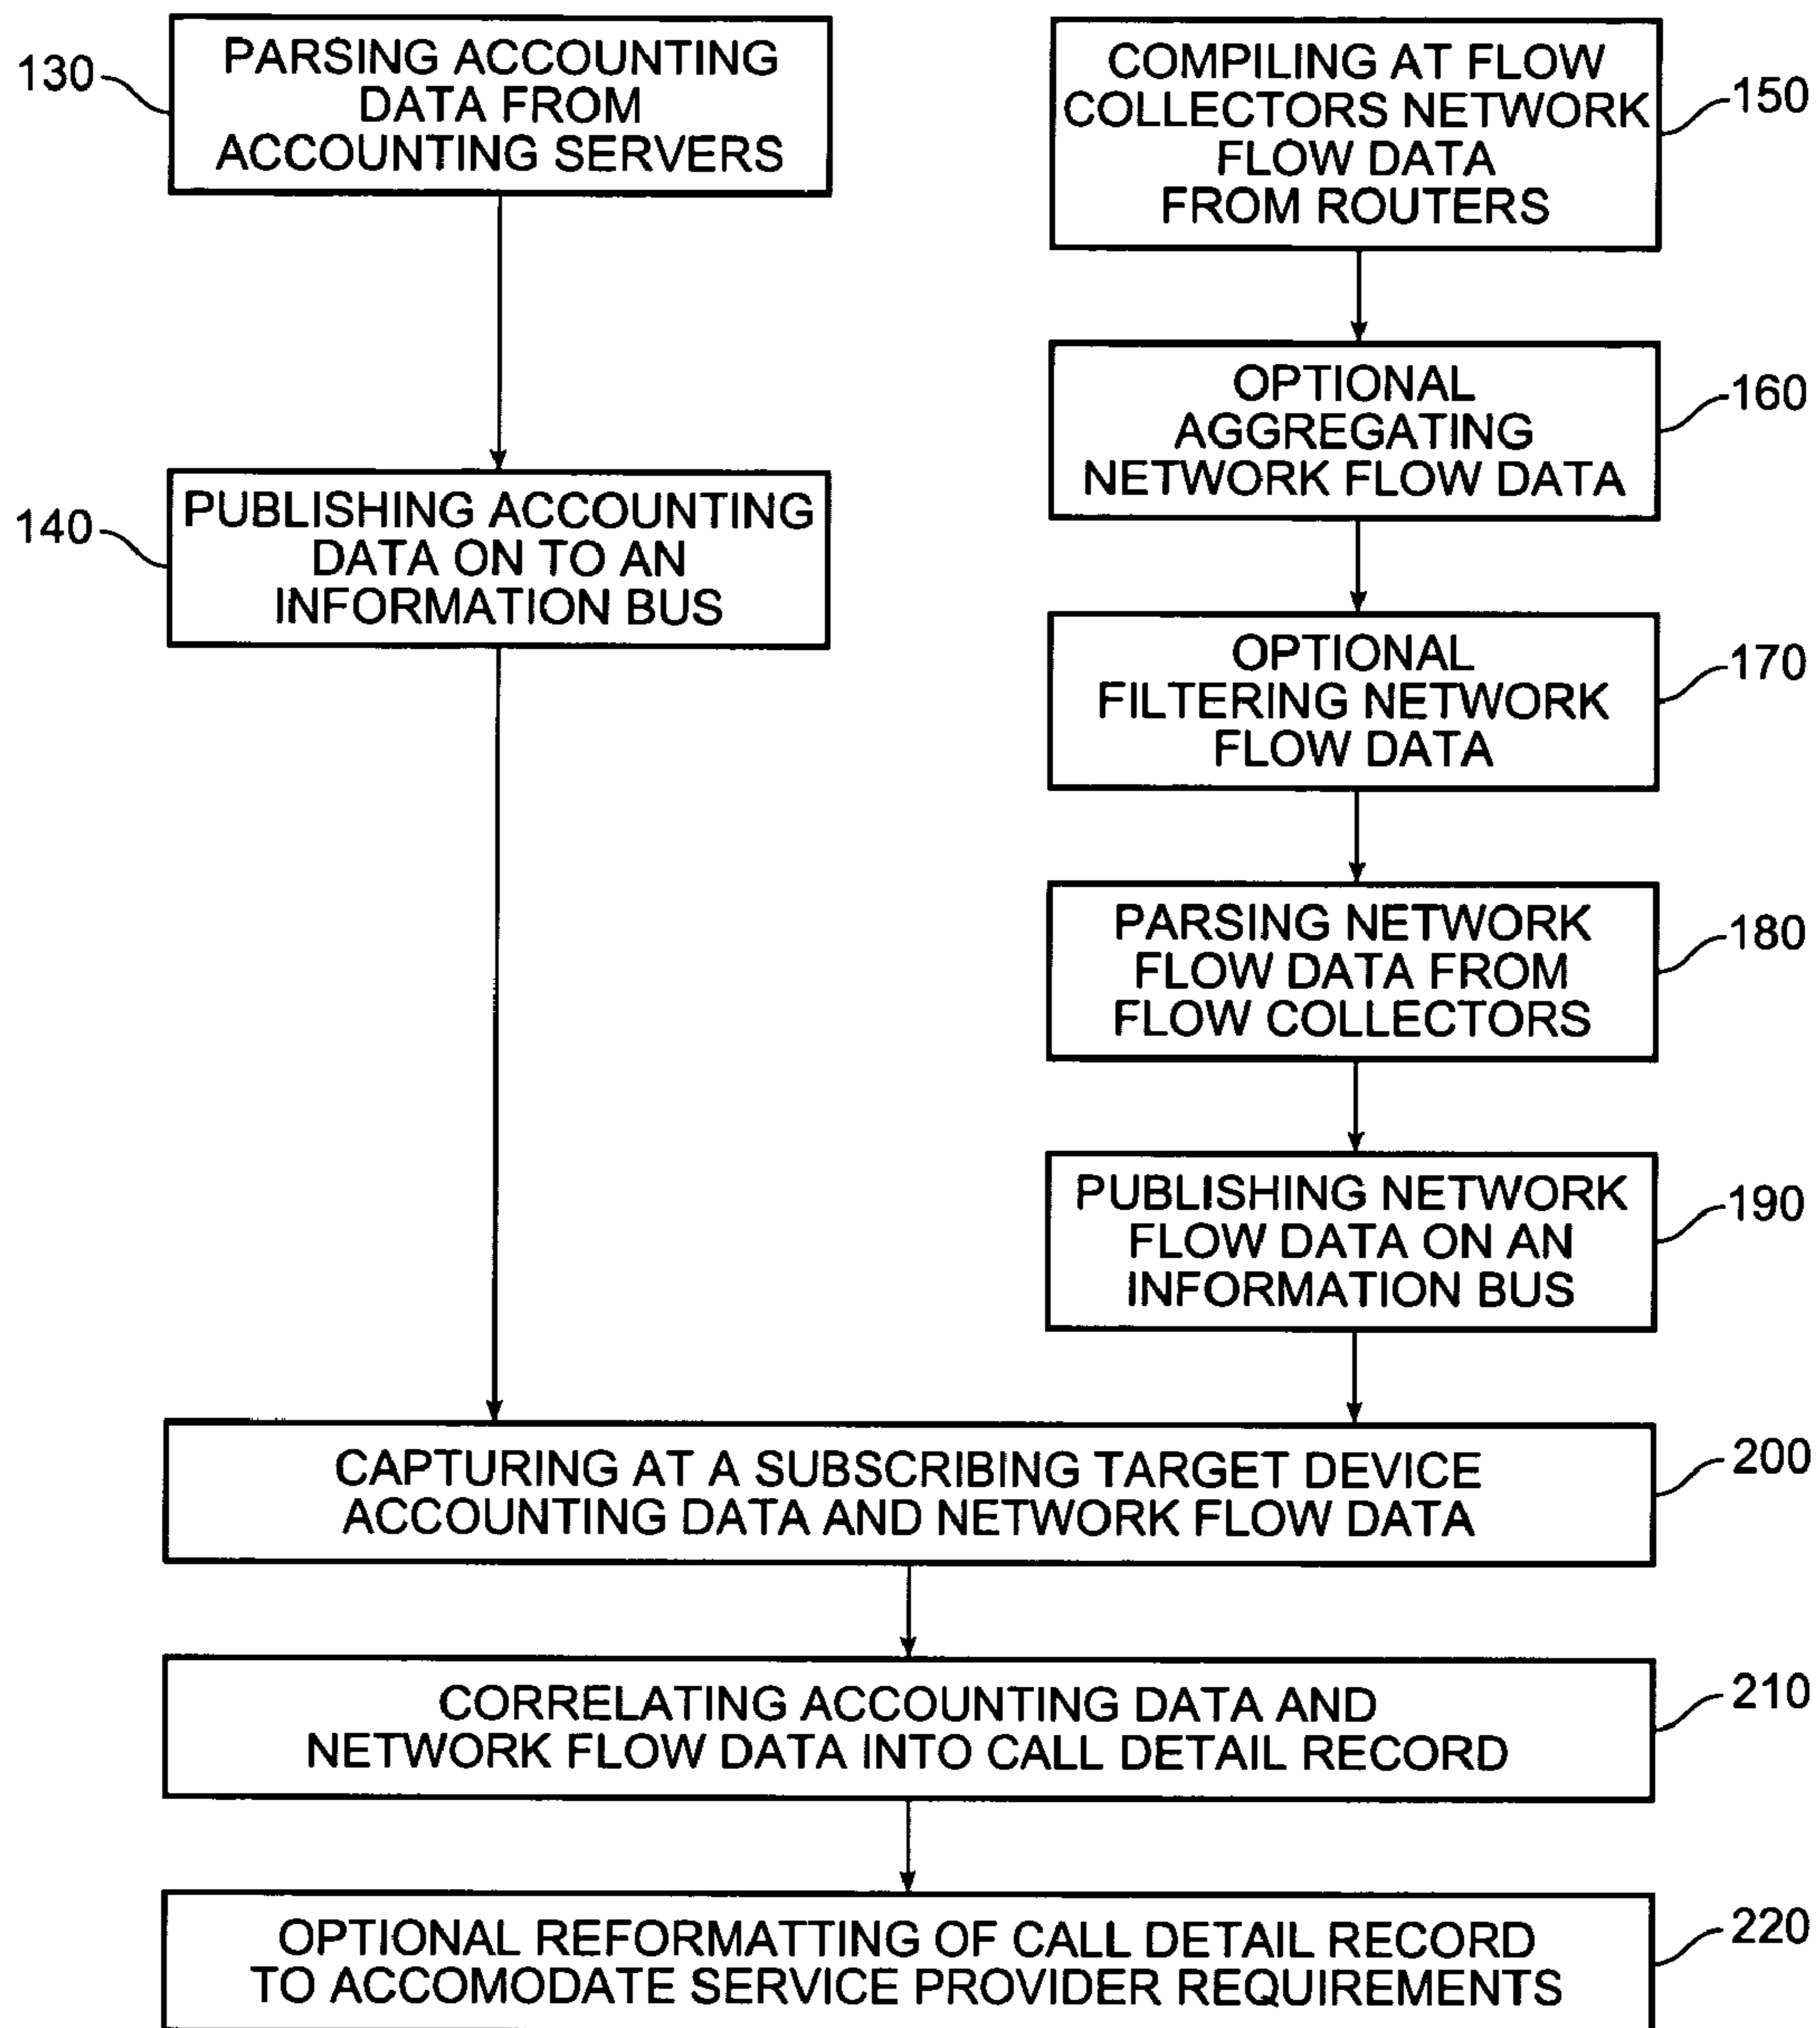 130
PARSING ACCOUNTING
DATA FROM
ACCOUNTING SERVERS
COMPILING AT FLOW
COLLECTORS NETWORK
FLOW DATA
FROM ROUTERS
150
OPTIONAL
AGGREGATING
NETWORK FLOW DATA
160
140
PUBLISHING ACCOUNTING
DATA ON TO AN
INFORMATION BUS
OPTIONAL
FILTERING NETWORK
FLOW DATA
170
PARSING NETWORK
FLOW DATA FROM
FLOW COLLECTORS
180
PUBLISHING NETWORK
FLOW DATA ON AN
INFORMATION BUS
190
CAPTURING AT A SUBSCRIBING TARGET DEVICE
ACCOUNTING DATA AND NETWORK FLOW DATA
200
CORRELATING ACCOUNTING DATA AND
NETWORK FLOW DATA INTO CALL DETAIL RECORD
210
OPTIONAL REFORMATTING OF CALL DETAIL RECORD
TO ACCOMODATE SERVICE PROVIDER REQUIREMENTS
220